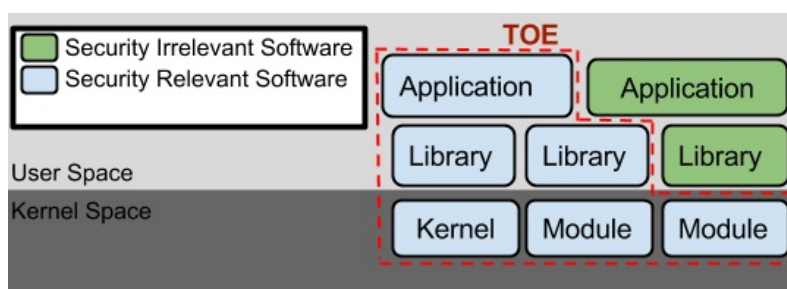 Security Irrelevant Software
Security Relevant Software
TOE
Application
Application
Library
Library
Library
User Space
Kernel Space
Kernel
Module
Module